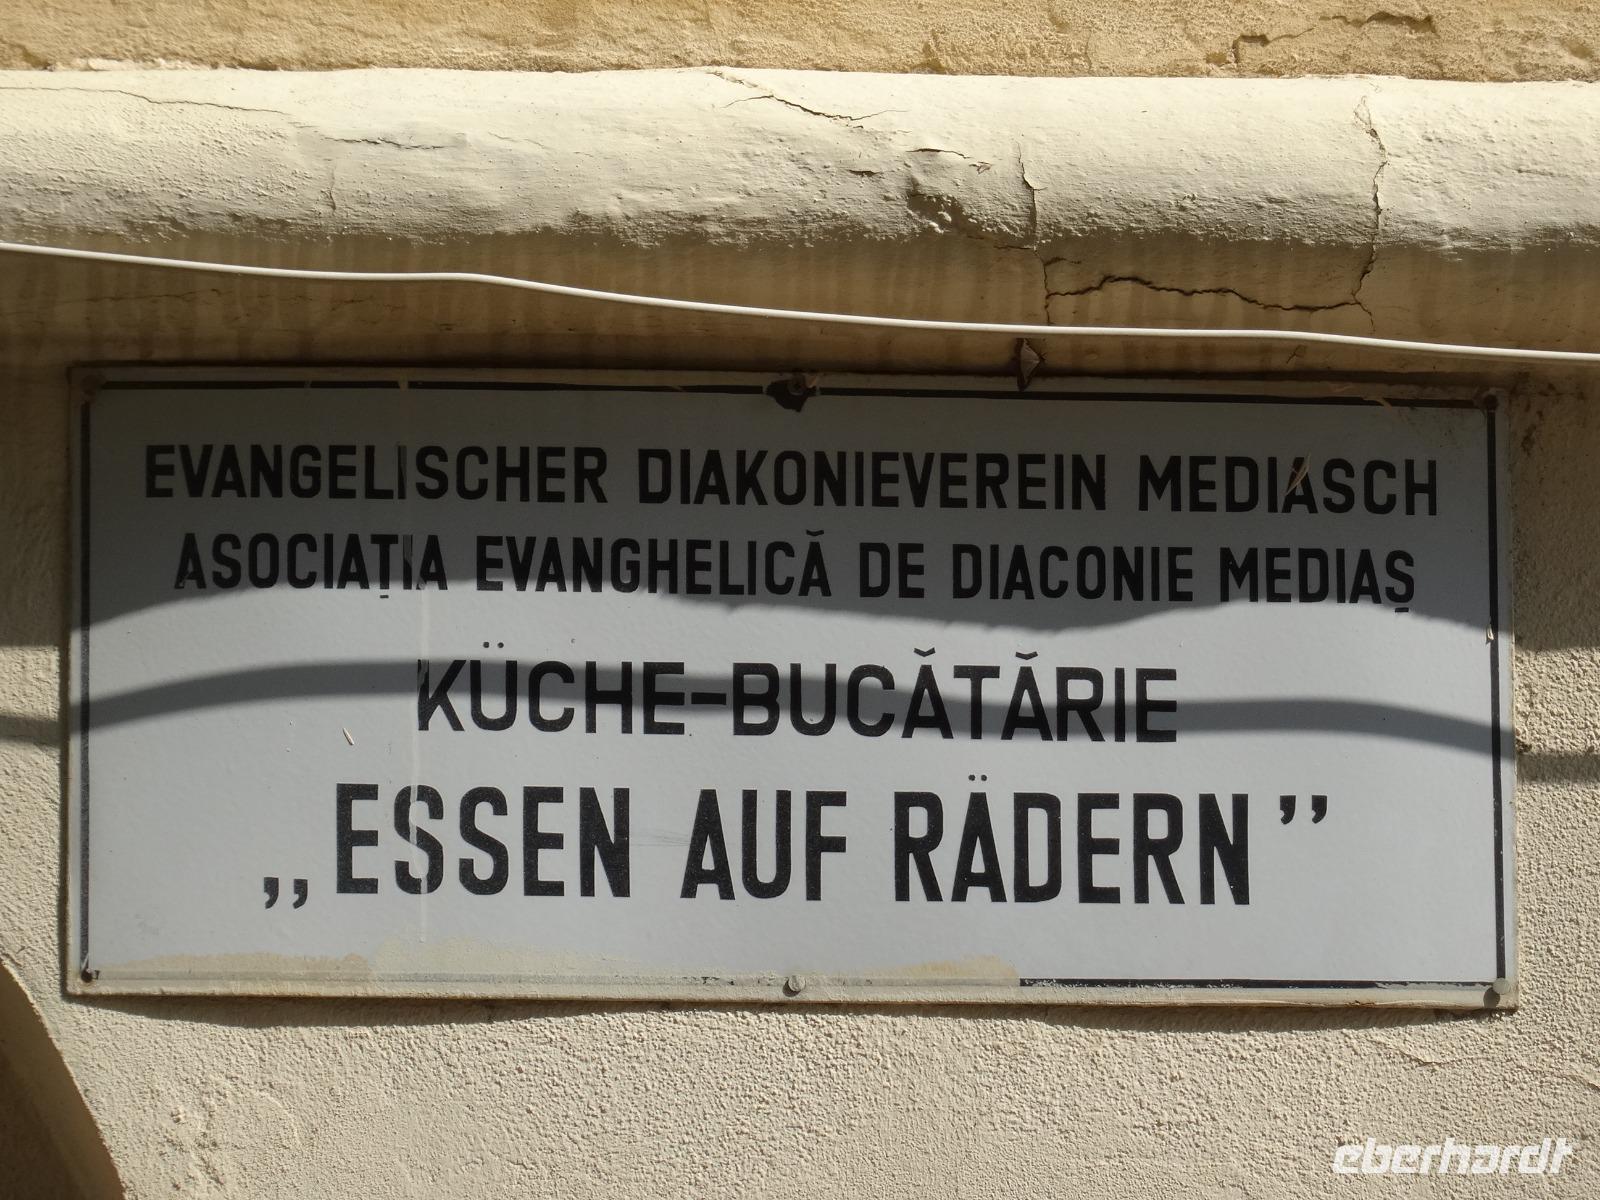 EVANGELISCHER DIAKONIEVEREIN MEDIASCH
ASOCIAȚIA EVANGHELICĂ DE DIACONIE MEDIAȘ
KÜCHE-BUCĂTĂRIE
„ESSEN AUF RÄDERN”
eberhardt